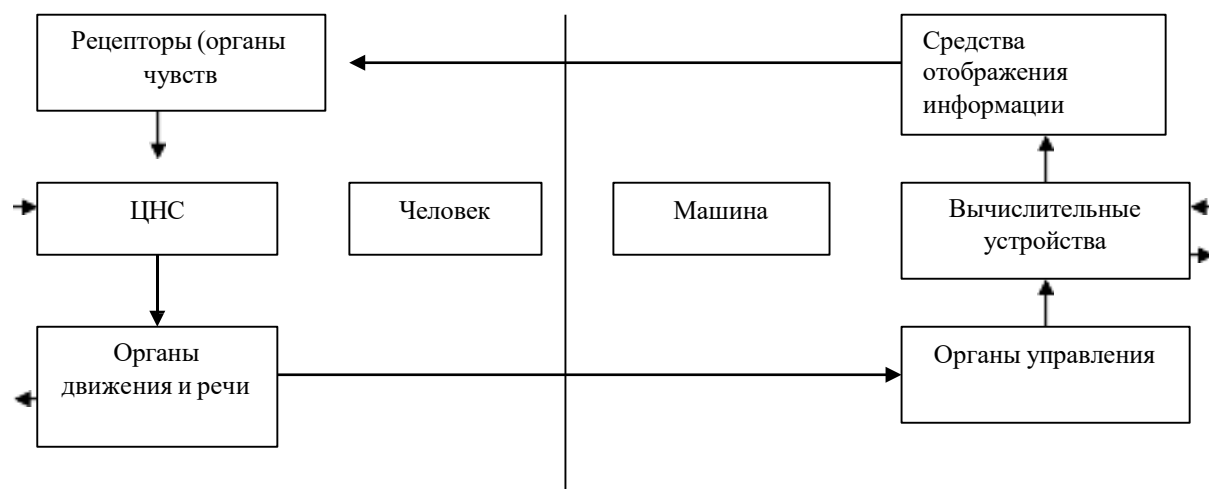 Рецепторы (органы
чувств
Средства
отображения
информации
ЦНС
Человек
Машина
Вычислительные
устройства
Органы
движения и речи
Органы управления